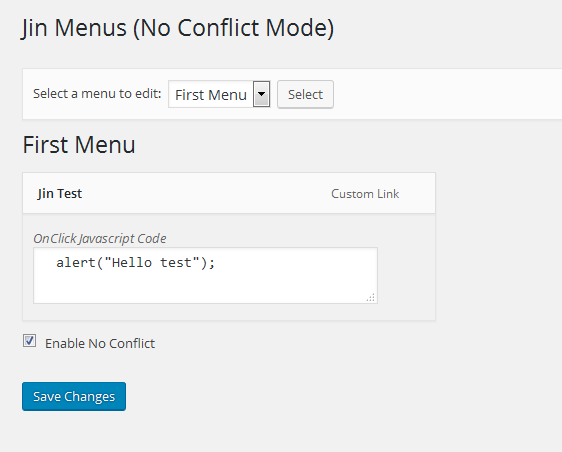 Jin Menus (No Conflict Mode)
Select a menu to edit: First Menu Select
First Menu
Jin Test Custom Link
OnClick Javascript Code
alert("Hello test");
Enable No Conflict
Save Changes